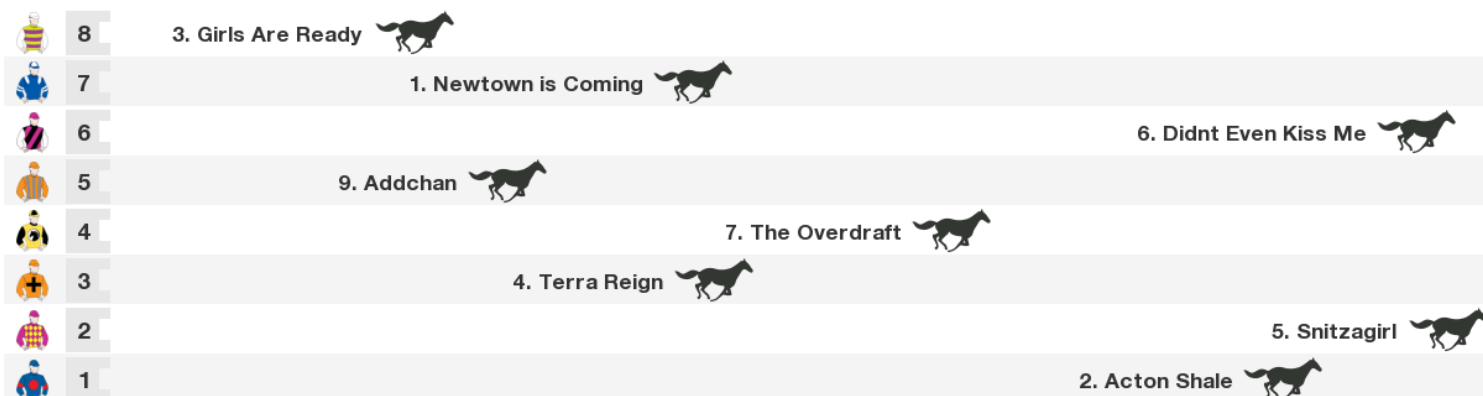 8 3. Girls Are Ready
7 1. Newtown is Coming
6 6. Didnt Even Kiss Me
5 9. Addchan
4 7. The Overdraft
3 4. Terra Reign
2 5. Snitzagirl
1 2. Acton Shale